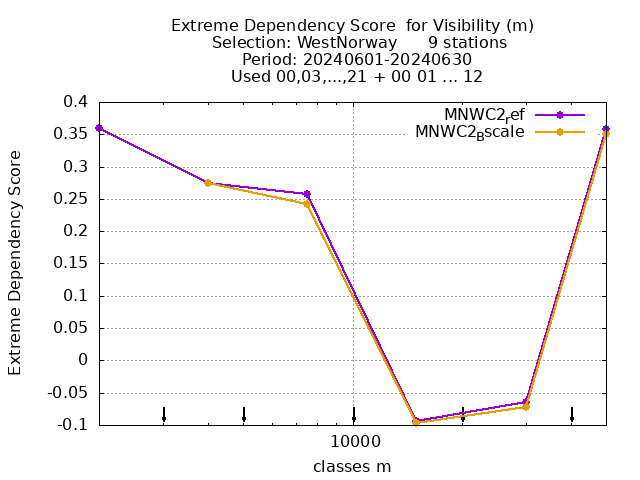 Extreme Dependency Score  for Visibility (m)
Selection: WestNorway      9 stations
Period: 20240601-20240630
Used 00,03,...,21 + 00 01 ... 12
MNWC2ref
MNWC2Bscale
0.4
0.35
0.3
0.25
0.2
0.15
0.1
0.05
0
-0.05
-0.1
Extreme Dependency Score
10000
classes m